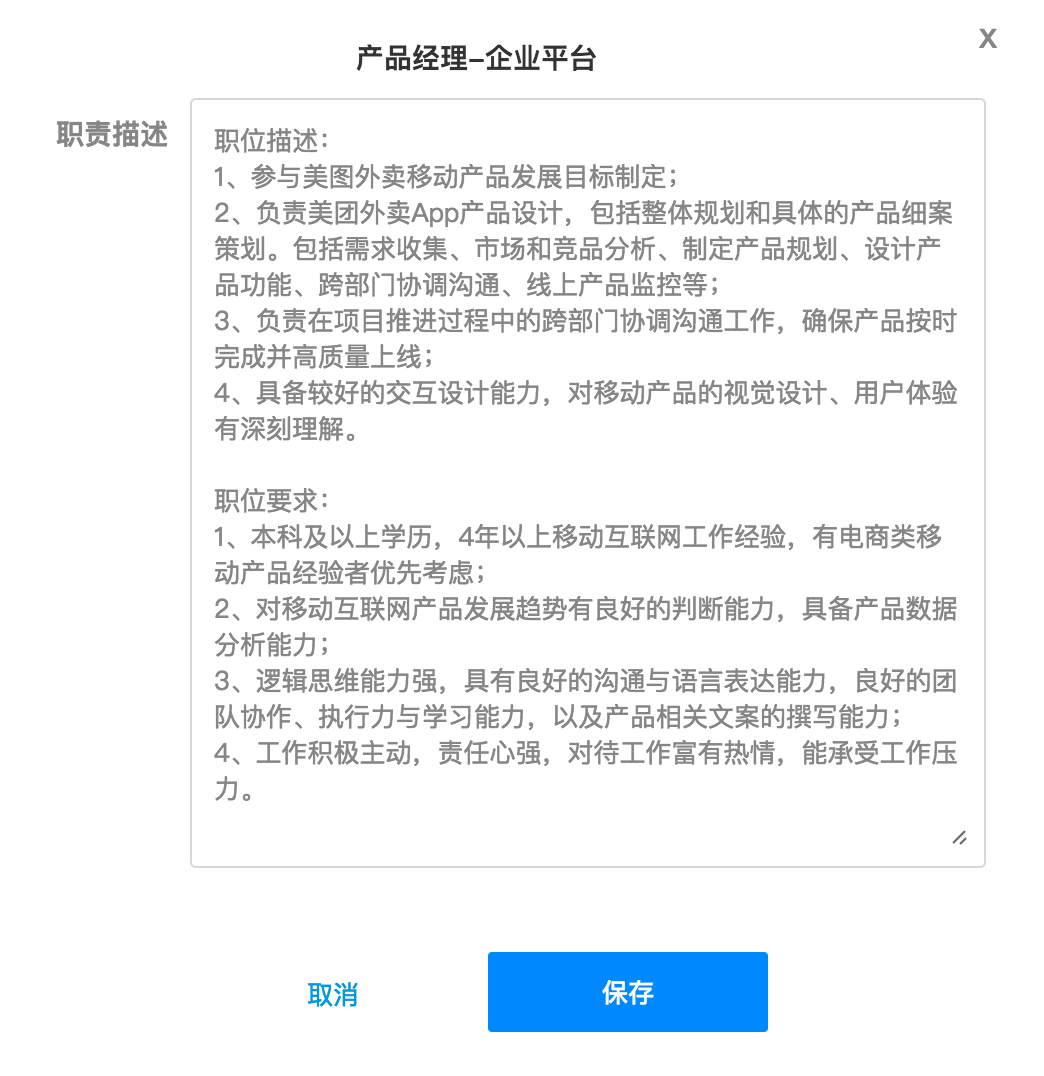 产品经理–企业平台
X
职责描述
职位描述：
1、参与美图外卖移动产品发展目标制定；
2、负责美团外卖App产品设计，包括整体规划和具体的产品细案
策划。包括需求收集、市场和竞品分析、制定产品规划、设计产
品功能、跨部门协调沟通、线上产品监控等；
3、负责在项目推进过程中的跨部门协调沟通工作，确保产品按时
完成并高质量上线；
4、具备较好的交互设计能力，对移动产品的视觉设计、用户体验
有深刻理解。
职位要求：
1、本科及以上学历，4年以上移动互联网工作经验，有电商类移
动产品经验者优先考虑；
2、对移动互联网产品发展趋势有良好的判断能力，具备产品数据
分析能力；
3、逻辑思维能力强，具有良好的沟通与语言表达能力，良好的团
队协作、执行力与学习能力，以及产品相关文案的撰写能力；
4、工作积极主动，责任心强，对待工作富有热情，能承受工作压
力。
取消
保存